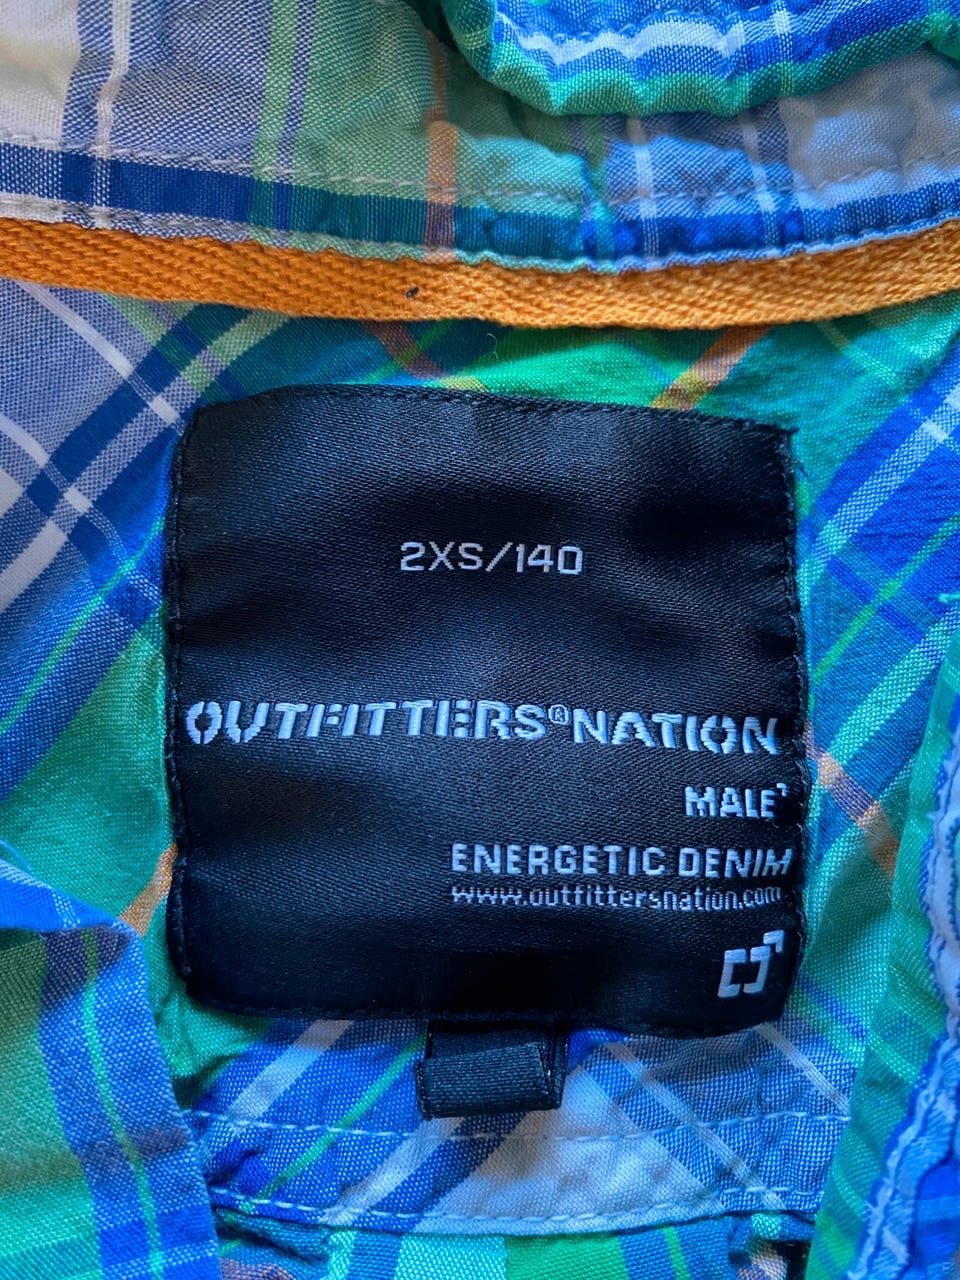 2XS/140
OUTFITTERS®NATION
MALE
ENERGETIC DENIM
www.outfittersnation.com